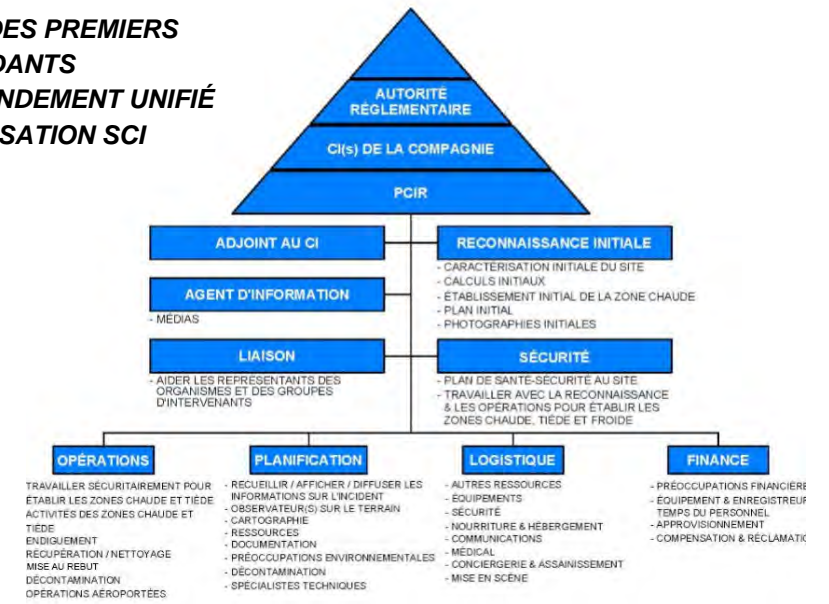 DES PREMIERS
DANTS
NDEMENT UNIFIÉ
SATION SCI
AUTORITÉ
RÉGLEMENTAIRE
CI(s) DE LA COMPAGNIE
PCIR
ADJOINT AU CI
RECONNAISSANCE INITIALE
- CARACTÉRISATION INITIALE DU SITE
- CALCULS INITIAUX
- ÉTABLISSEMENT INITIAL DE LA ZONE CHAUDE
- PLAN INITIAL
- PHOTOGRAPHIES INITIALES
AGENT D'INFORMATION
- MÉDIAS
LIAISON
- AIDER LES REPRÉSENTANTS DES
ORGANISMES ET DES GROUPES
D'INTERVENANTS
SÉCURITÉ
- PLAN DE SANTÉ-SÉCURITÉ AU SITE
- TRAVAILLER AVEC LA RECONNAISSANCE
& LES OPÉRATIONS POUR ÉTABLIR LES
ZONES CHAUDE, TIÈDE ET FROIDE
OPÉRATIONS
TRAVAILLER SÉCURITAIREMENT POUR
ÉTABLIR LES ZONES CHAUDE ET TIÈDE
ACTIVITÉS DES ZONES CHAUDE ET
TIÈDE
ENDIGUEMENT
RÉCUPÉRATION / NETTOYAGE
MISE AU REBUT
DÉCONTAMINATION
OPÉRATIONS AÉROPORTÉES
PLANIFICATION
- RECUEILLIR / AFFICHER / DIFFUSER LES
INFORMATIONS SUR L'INCIDENT
- OBSERVATEUR(S) SUR LE TERRAIN
- CARTOGRAPHIE
- RESSOURCES
- DOCUMENTATION
- PRÉOCCUPATIONS ENVIRONNEMENTALES
- DÉCONTAMINATION
- SPÉCIALISTES TECHNIQUES
LOGISTIQUE
- AUTRES RESSOURCES
- ÉQUIPEMENTS
- SÉCURITÉ
- NOURRITURE & HÉBERGEMENT
- COMMUNICATIONS
- MÉDICAL
- CONCIERGERIE & ASSAINISSEMENT
- MISE EN SCÈNE
FINANCE
- PRÉOCCUPATIONS FINANCIÈRE
- ÉQUIPEMENT & ENREGISTREUR
TEMPS DU PERSONNEL
- APPROVISIONNEMENT
- COMPENSATION & RÉCLAMATIO